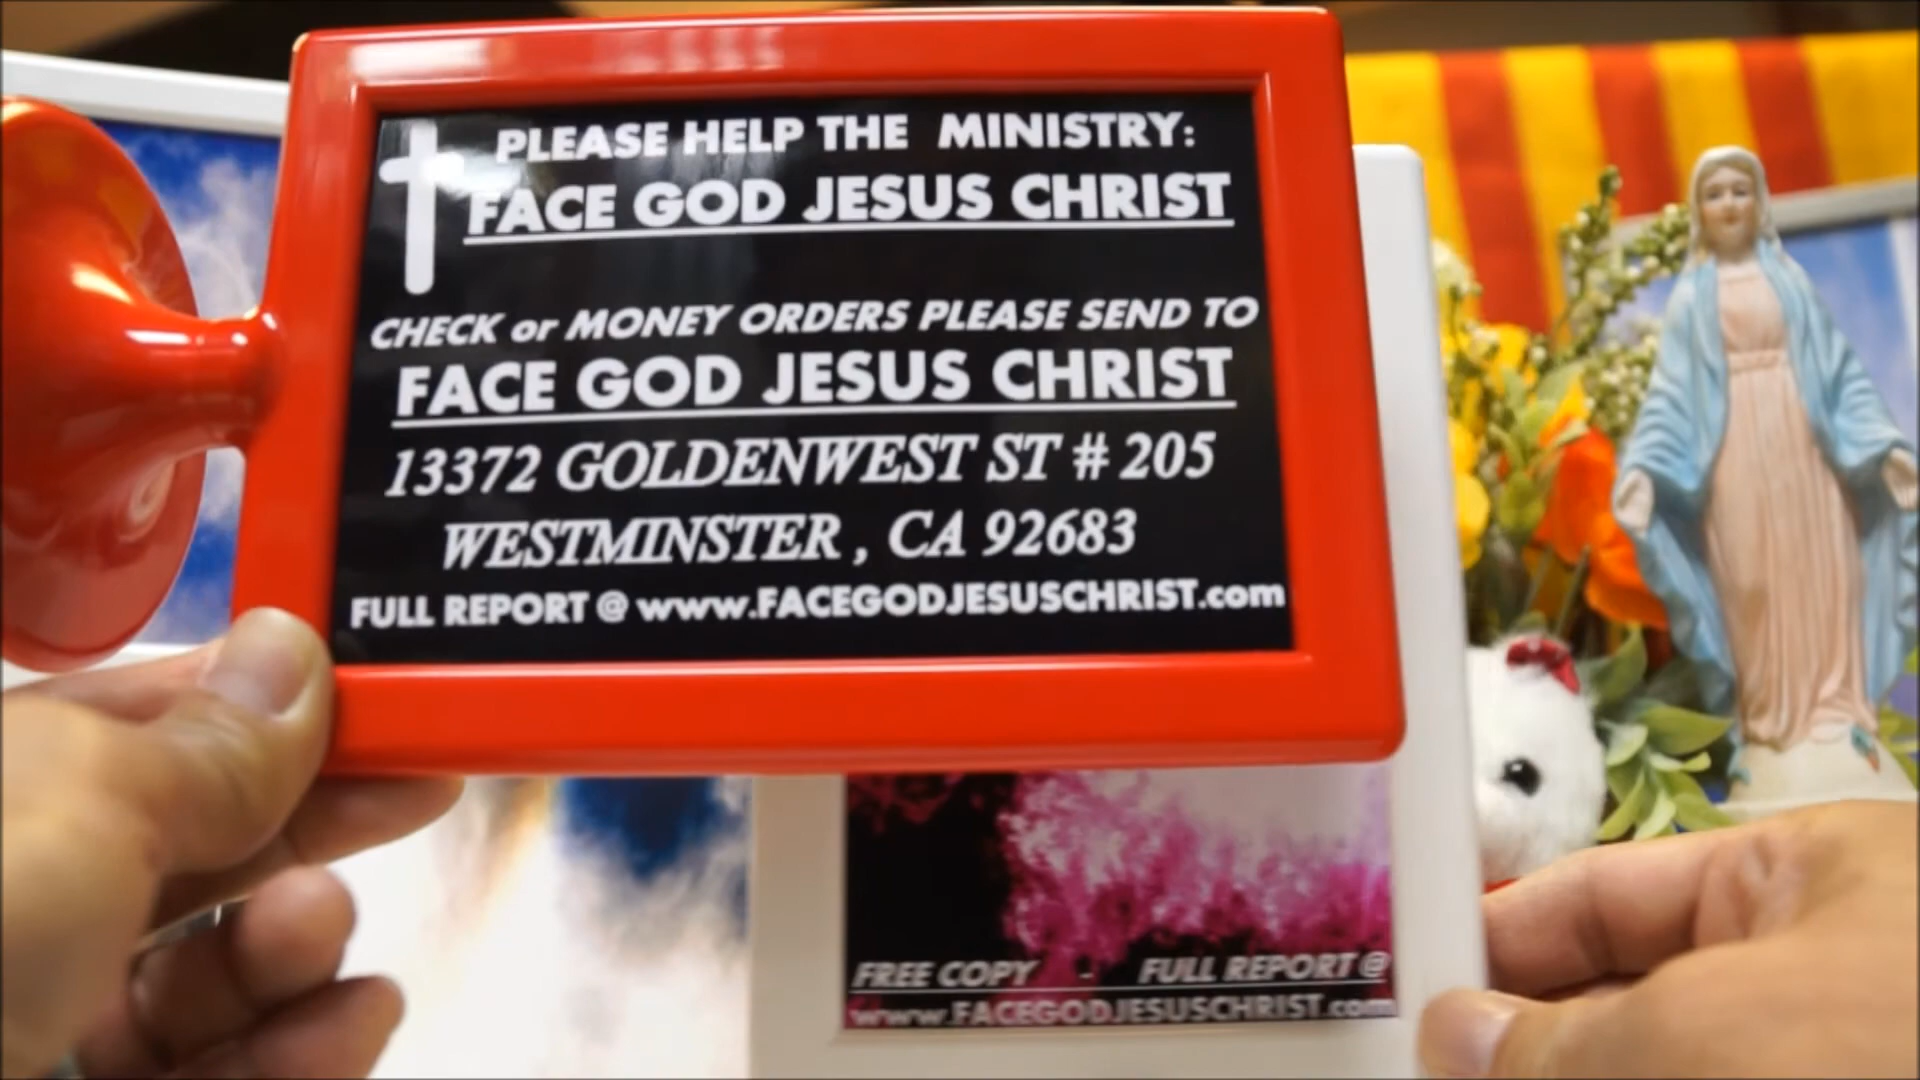 PLEASE HELP THE MINISTRY:
FACE GOD JESUS CHRIST
CHECK or MONEY ORDERS PLEASE SEND TO
FACE GOD JESUS CHRIST
13372 GOLDENWEST ST # 205
WESTMINSTER , CA 92683
FULL REPORT @ www.FACEGODJESUSCHRIST.com
FREE COPY - FULL REPORT @
www.FACEGODJESUSCHRIST.com